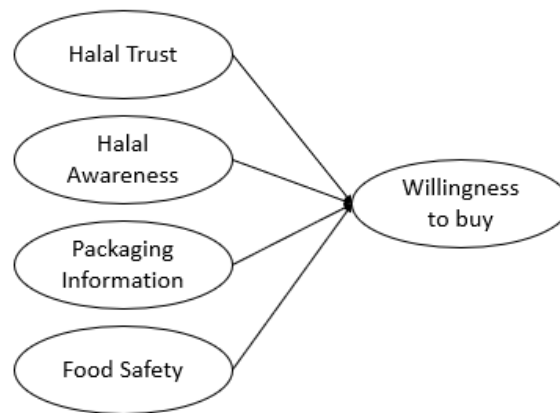 Halal Trust
Halal
Awareness
Packaging
Information
Food Safety
Willingness
to buy